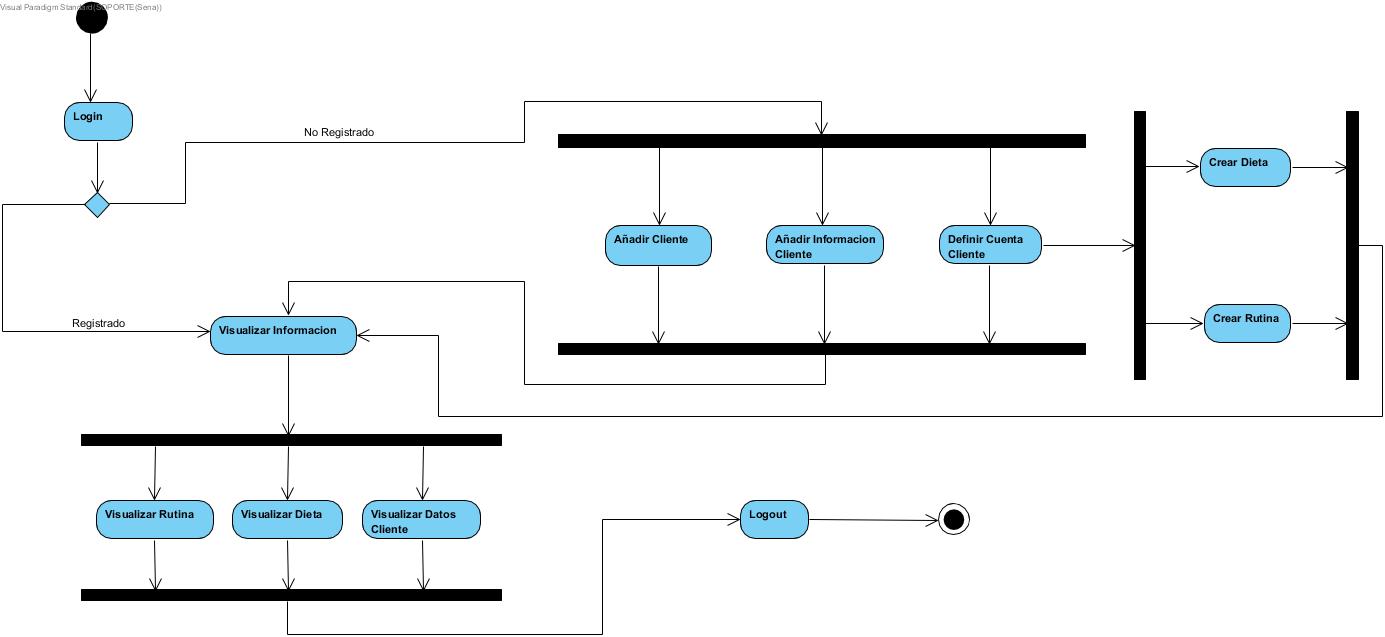 Visual Paradigm Standard(SOPORTE(Sena))
Login
No Registrado
Registrado
Añadir Cliente
Añadir Informacion
Cliente
Definir Cuenta
Cliente
Crear Dieta
Crear Rutina
Visualizar Informacion
Visualizar Rutina
Visualizar Dieta
Visualizar Datos
Cliente
Logout